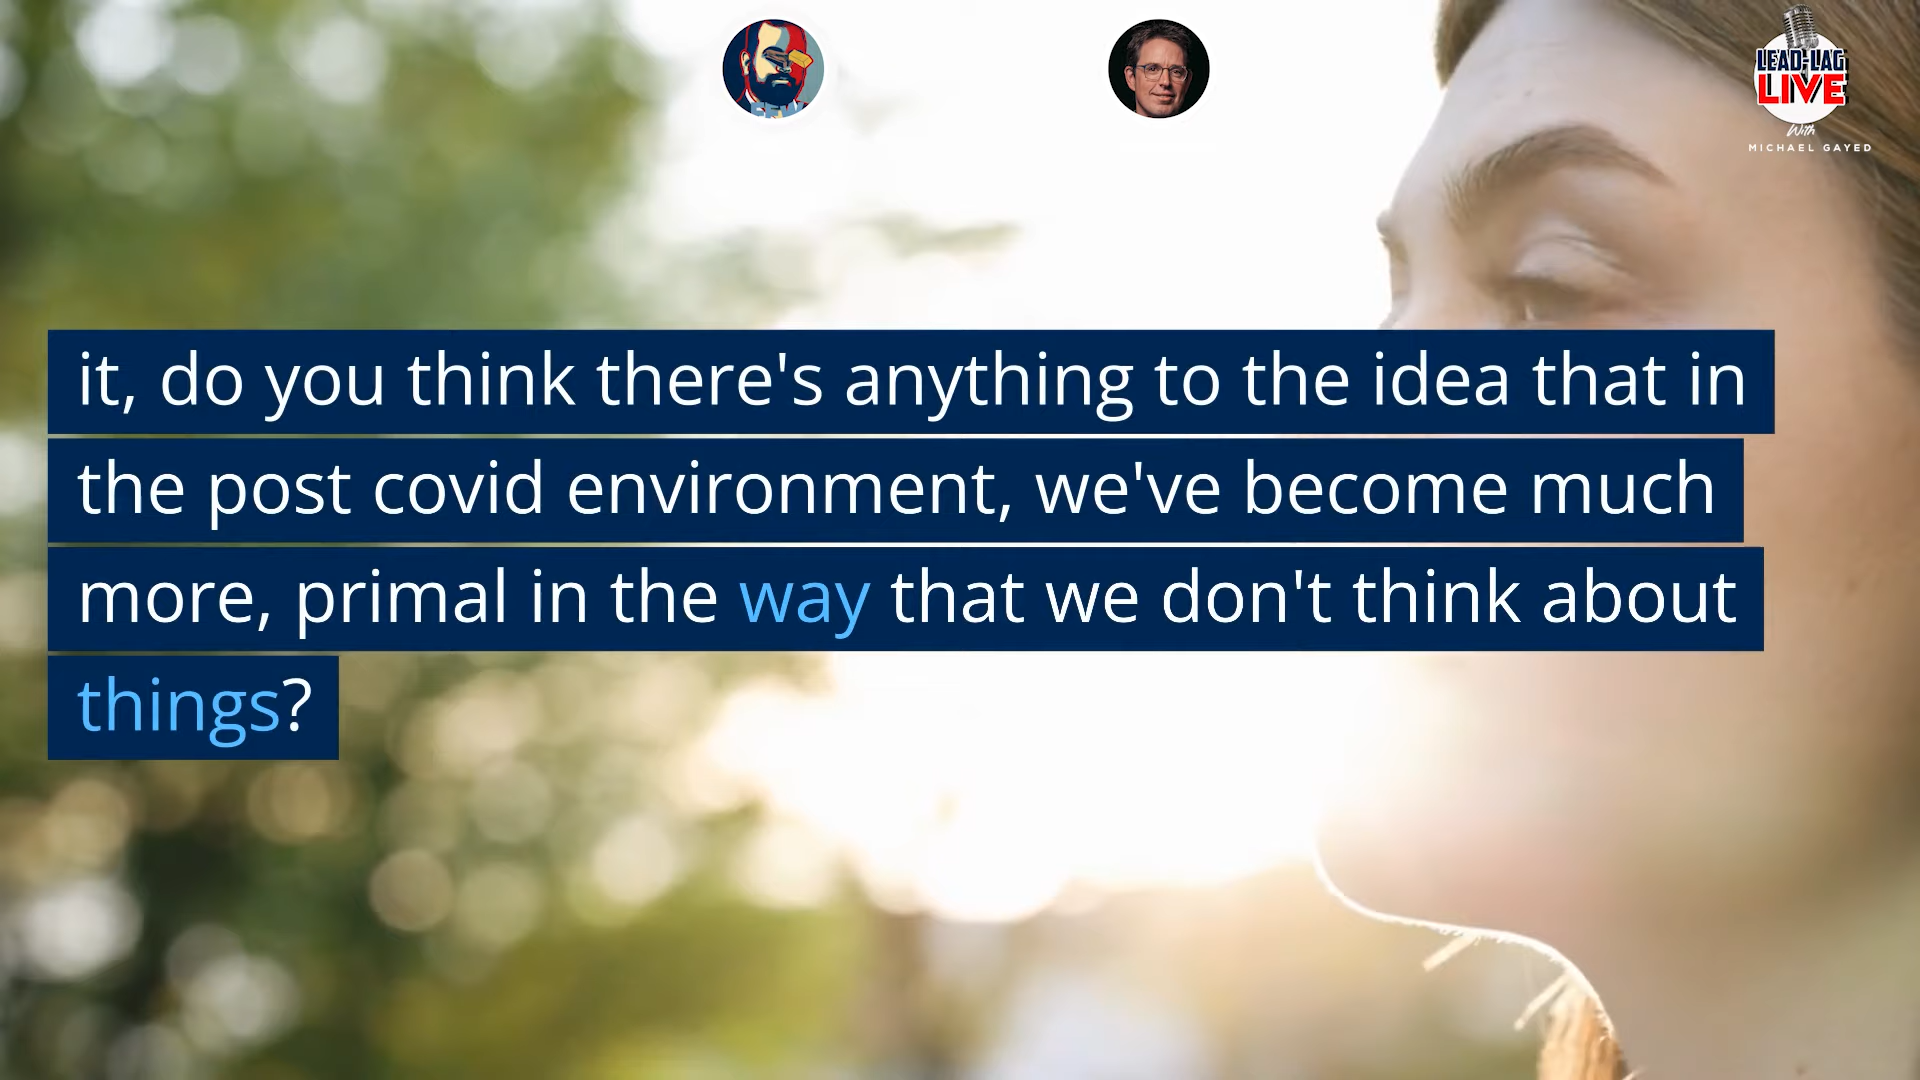 LEAD-LAG
LIVE
With
MICHAEL GAYED
it, do you think there's anything to the idea that in
the post covid environment, we've become much
more, primal in the way that we don't think about
things?